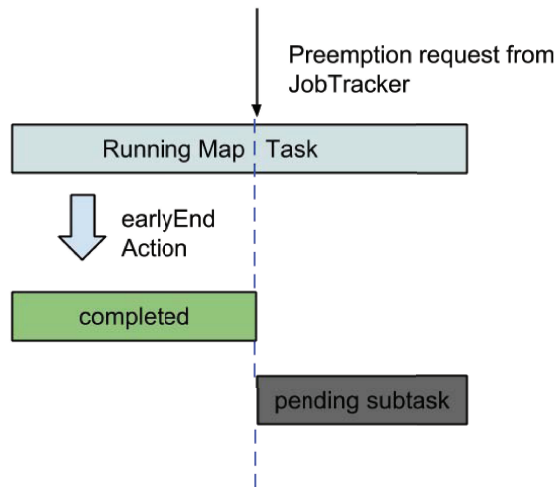 Preemption request from
JobTracker
Running Map Task
earlyEnd
Action
completed
pending subtask